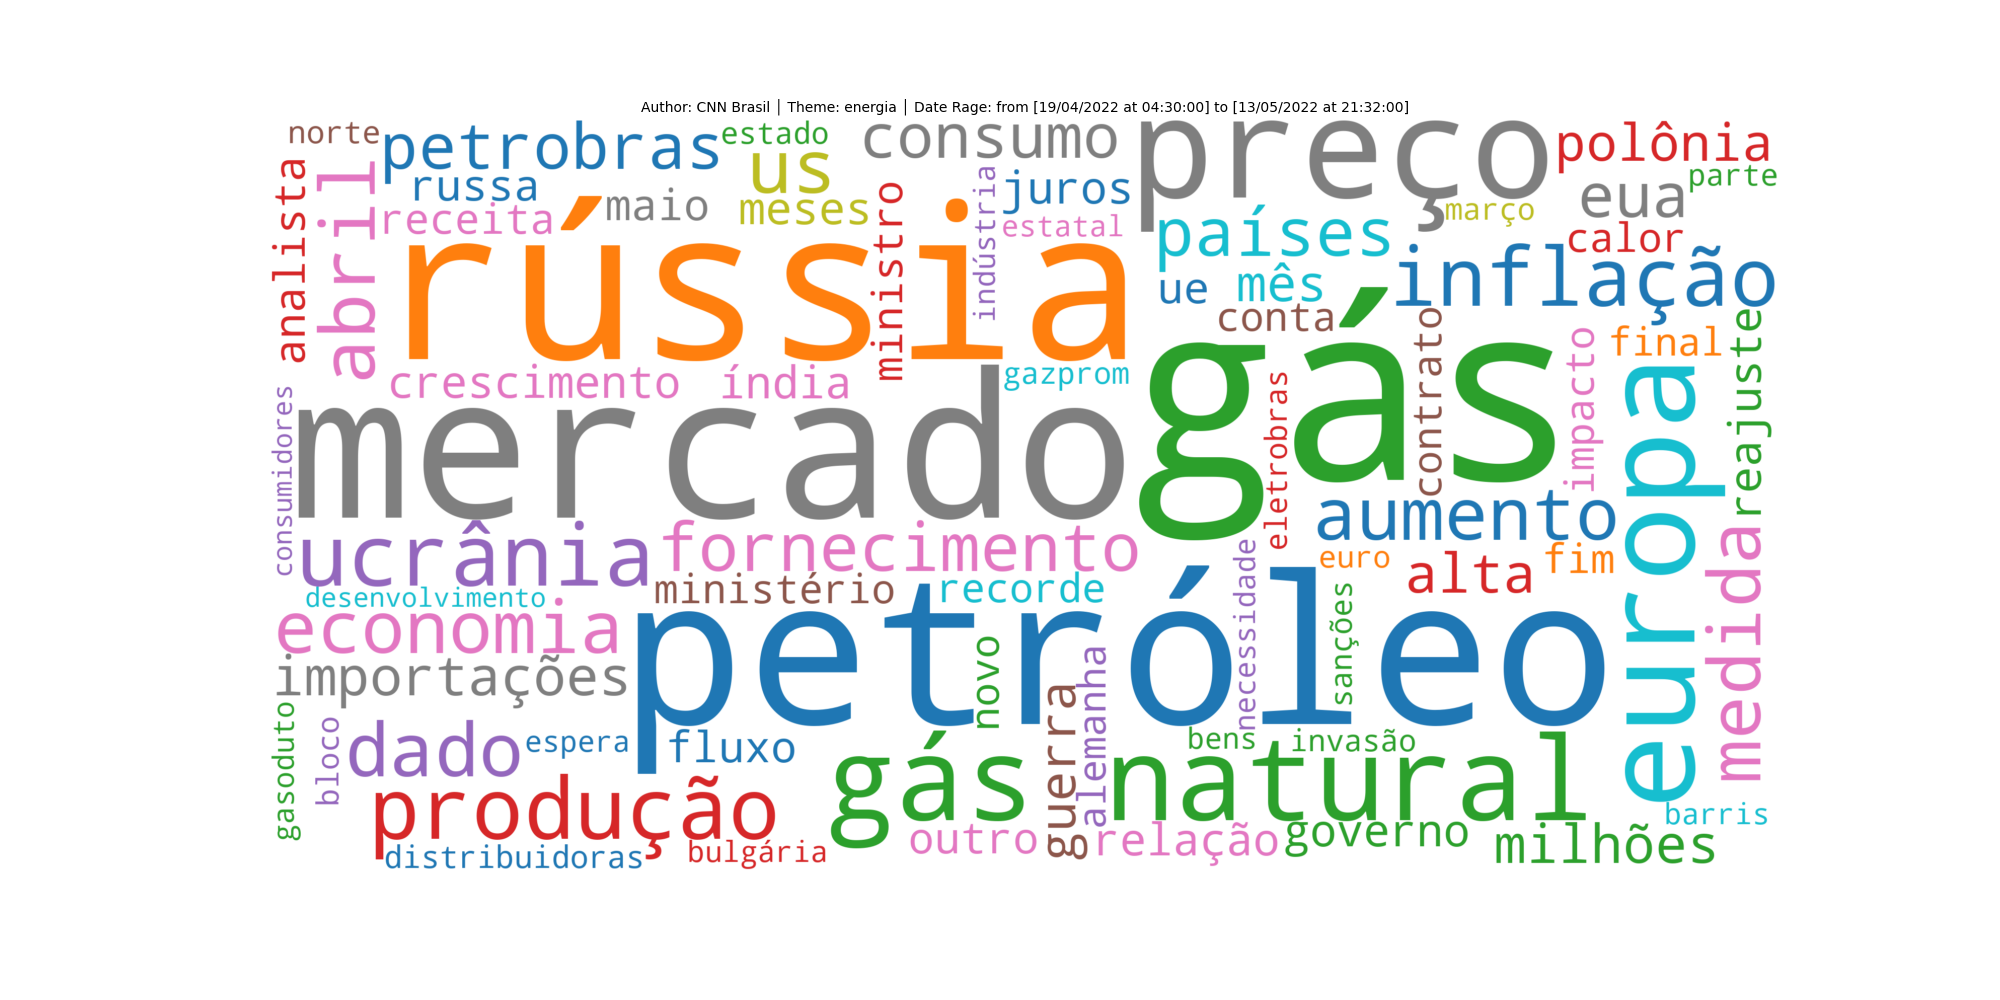 Author: CNN Brasil | Theme: energia | Date Rage: from [19/04/2022 at 04:30:00] to [13/05/2022 at 21:32:00]
norte
petrobras
estado
consumo
preço
polônia
analista
abril
russa
us
juros
parte
receita
maio
meses
ministro
indústria
estatal
países
março
eua
calor
rússia
ue
mês
inflação
conta
gás
contrato
impacto
final
reajuste
crescimento
índia
gazprom
consumidores
mercado
eletrobras
europa
aumento
ucrânia
fornecimento
euro
alta
fim
desenvolvimento
ministério
recorde
necessidade
sanções
medida
economia
petróleo
importações
novo
guerra
alemanha
gasoduto
bloco
dado
espera
fluxo
gás natural
bens
invasão
produção
barris
distribuidoras
bulgária
outro
relação
governo
milhões